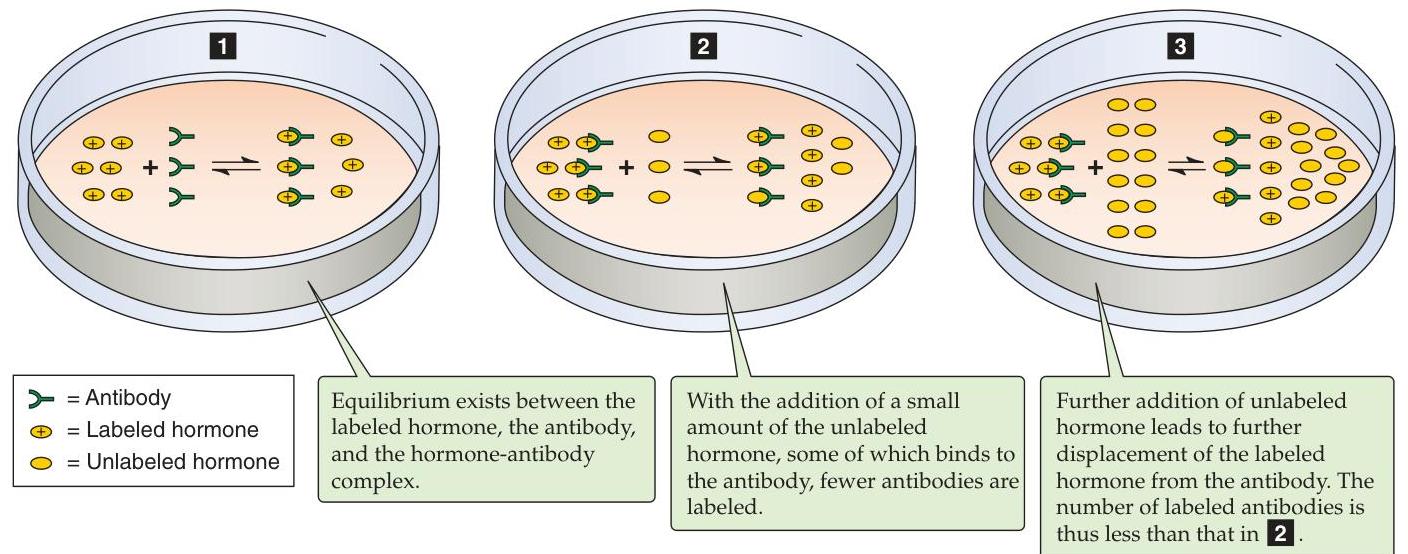 1
2
3
= Antibody
= Labeled hormone
= Unlabeled hormone
Equilibrium exists between the
labeled hormone, the antibody,
and the hormone-antibody
complex.
With the addition of a small
amount of the unlabeled
hormone, some of which binds to
the antibody, fewer antibodies are
labeled.
Further addition of unlabeled
hormone leads to further
displacement of the labeled
hormone from the antibody. The
number of labeled antibodies is
thus less than that in 2 .